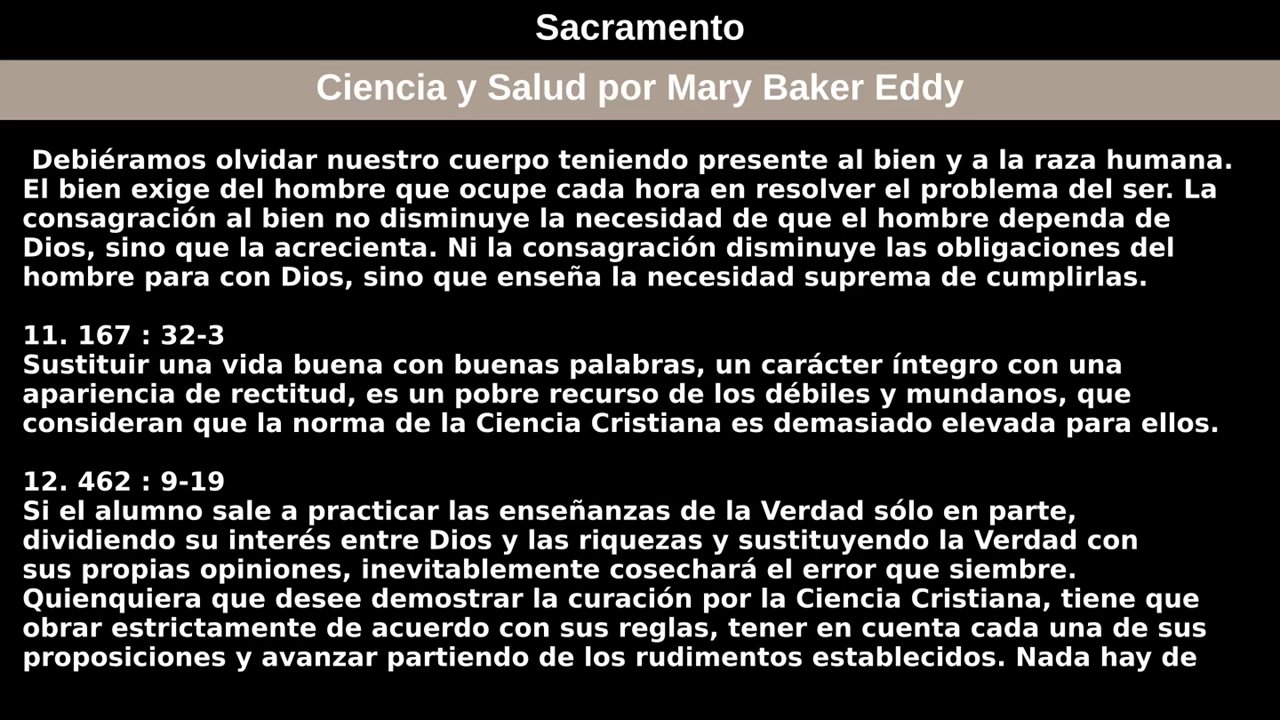 Sacramento
Ciencia y Salud por Mary Baker Eddy
Debiéramos olvidar nuestro cuerpo teniendo presente al bien y a la raza humana.
El bien exige del hombre que ocupe cada hora en resolver el problema del ser. La
consagración al bien no disminuye la necesidad de que el hombre dependa de
Dios, sino que la acrecienta. Ni la consagración disminuye las obligaciones del
hombre para con Dios, sino que enseña la necesidad suprema de cumplirlas.
11. 167 : 32-3
Sustituir una vida buena con buenas palabras, un carácter íntegro con una
apariencia de rectitud, es un pobre recurso de los débiles y mundanos, que
consideran que la norma de la Ciencia Cristiana es demasiado elevada para ellos.
12. 462 : 9-19
Si el alumno sale a practicar las enseñanzas de la Verdad sólo en parte,
dividiendo su interés entre Dios y las riquezas y sustituyendo la Verdad con
sus propias opiniones, inevitablemente cosechará el error que siembre.
Quienquiera que desee demostrar la curación por la Ciencia Cristiana, tiene que
obrar estrictamente de acuerdo con sus reglas, tener en cuenta cada una de sus
proposiciones y avanzar partiendo de los rudimentos establecidos. Nada hay de